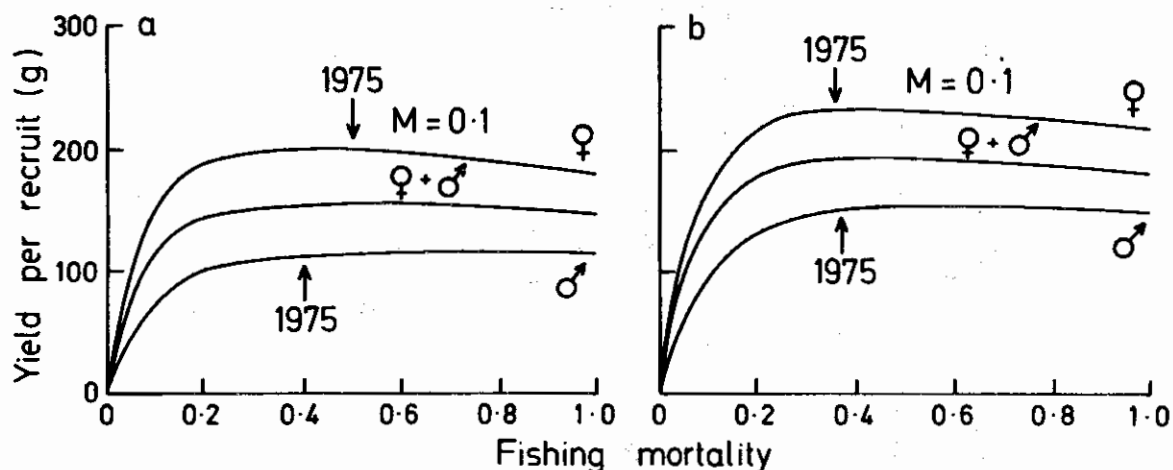 Yield per recruit (g)
300
200
100
0
a
1975
M = 0·1
♀
♀ + ♂
♂
1975
0 0·2 0·4 0·6 0·8 1·0
b
1975
M = 0·1
♀
♀ + ♂
♂
1975
0 0·2 0·4 0·6 0·8 1·0
Fishing mortality